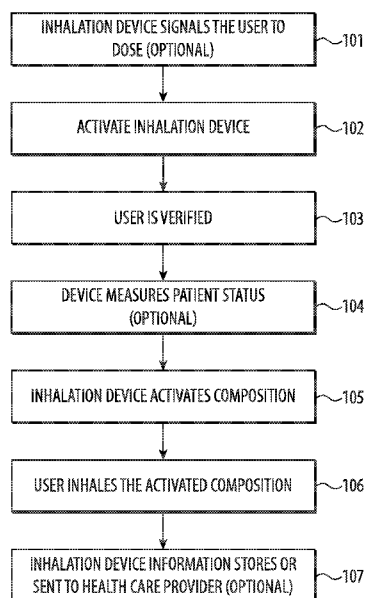 INHALATION DEVICE SIGNALS THE USER TO
DOSE (OPTIONAL)
101
ACTIVATE INHALATION DEVICE
102
USER IS VERIFIED
103
DEVICE MEASURES PATIENT STATUS
(OPTIONAL)
104
INHALATION DEVICE ACTIVATES COMPOSITION
105
USER INHALES THE ACTIVATED COMPOSITION
106
INHALATION DEVICE INFORMATION STORES OR
SENT TO HEALTH CARE PROVIDER (OPTIONAL)
107